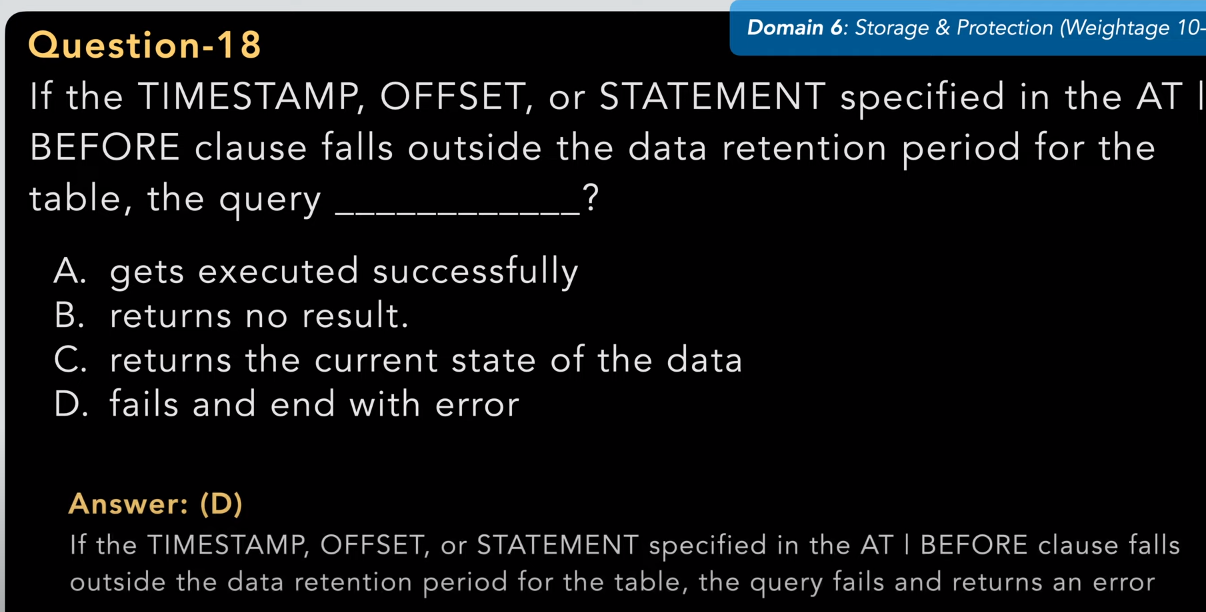 Domain 6: Storage & Protection (Weightage 10-
Question-18
If the TIMESTAMP, OFFSET, or STATEMENT specified in the AT |
BEFORE clause falls outside the data retention period for the
table, the query ____________?
A. gets executed successfully
B. returns no result.
C. returns the current state of the data
D. fails and end with error
Answer: (D)
If the TIMESTAMP, OFFSET, or STATEMENT specified in the AT | BEFORE clause falls
outside the data retention period for the table, the query fails and returns an error